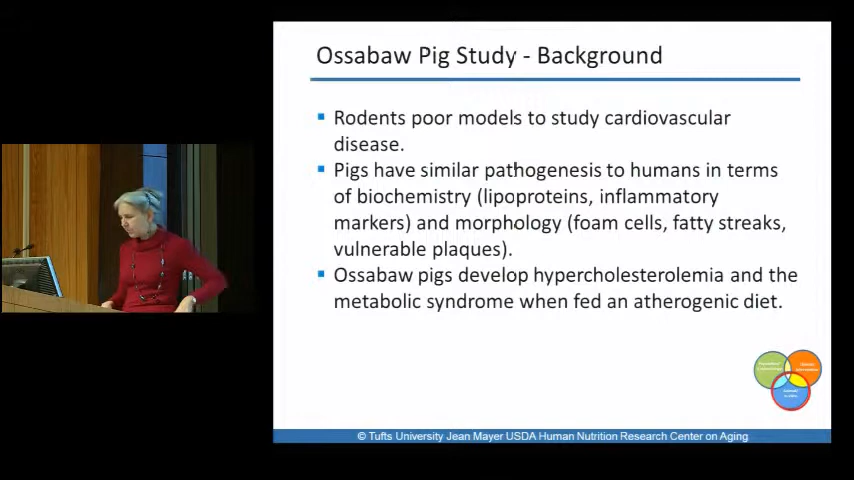 Ossabaw Pig Study - Background
Rodents poor models to study cardiovascular
disease.
Pigs have similar pathogenesis to humans in terms
of biochemistry (lipoproteins, inflammatory
markers) and morphology (foam cells, fatty streaks,
vulnerable plaques).
Ossabaw pigs develop hypercholesterolemia and the
metabolic syndrome when fed an atherogenic diet.
© Tufts University Jean Mayer USDA Human Nutrition Research Center on Aging